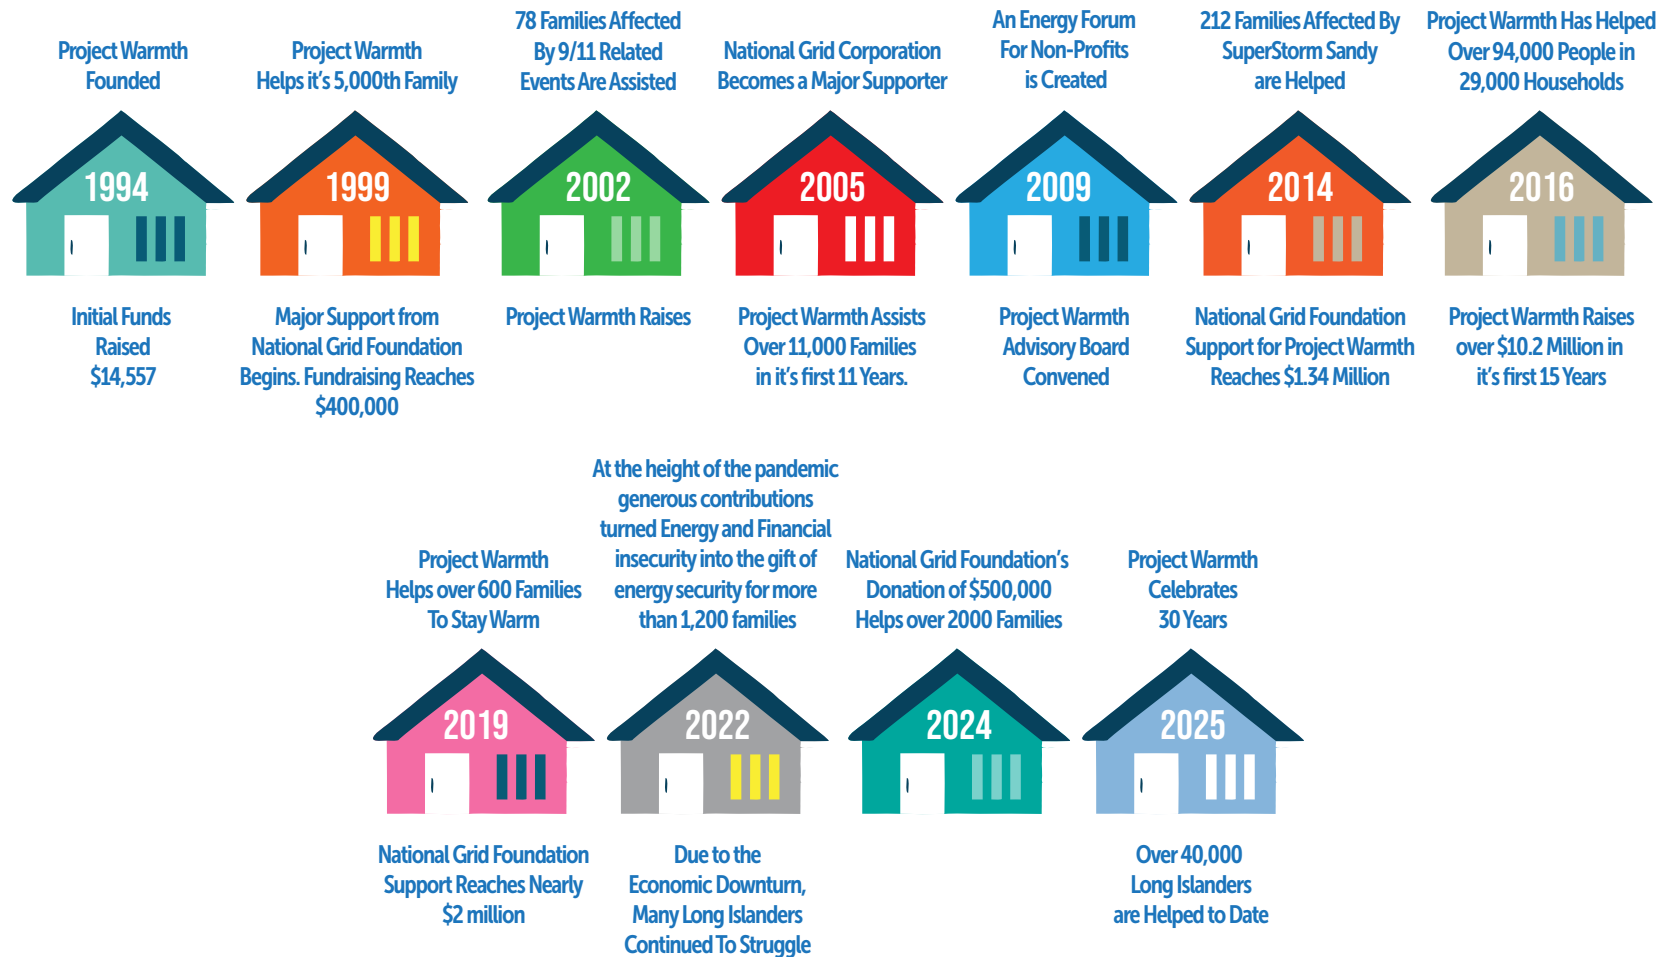 Project Warmth
Founded
1994
Initial Funds
Raised
$14,557
Project Warmth
Helps it's 5,000th Family
1999
Major Support from
National Grid Foundation
Begins. Fundraising Reaches
$400,000
78 Families Affected
By 9/11 Related
Events Are Assisted
2002
Project Warmth Raises
National Grid Corporation
Becomes a Major Supporter
2005
Project Warmth Assists
Over 11,000 Families
in it's first 11 Years.
An Energy Forum
For Non-Profits
is Created
2009
Project Warmth
Advisory Board
Convened
212 Families Affected By
SuperStorm Sandy
are Helped
2014
National Grid Foundation
Support for Project Warmth
Reaches $1.34 Million
Project Warmth Has Helped
Over 94,000 People in
29,000 Households
2016
Project Warmth Raises
over $10.2 Million in
it's first 15 Years
Project Warmth
Helps over 600 Families
To Stay Warm
2019
National Grid Foundation
Support Reaches Nearly
$2 million
At the height of the pandemic
generous contributions
turned Energy and Financial
insecurity into the gift of
energy security for more
than 1,200 families
2022
Due to the
Economic Downturn,
Many Long Islanders
Continued To Struggle
National Grid Foundation's
Donation of $500,000
Helps over 2000 Families
2024
Project Warmth
Celebrates
30 Years
2025
Over 40,000
Long Islanders
are Helped to Date